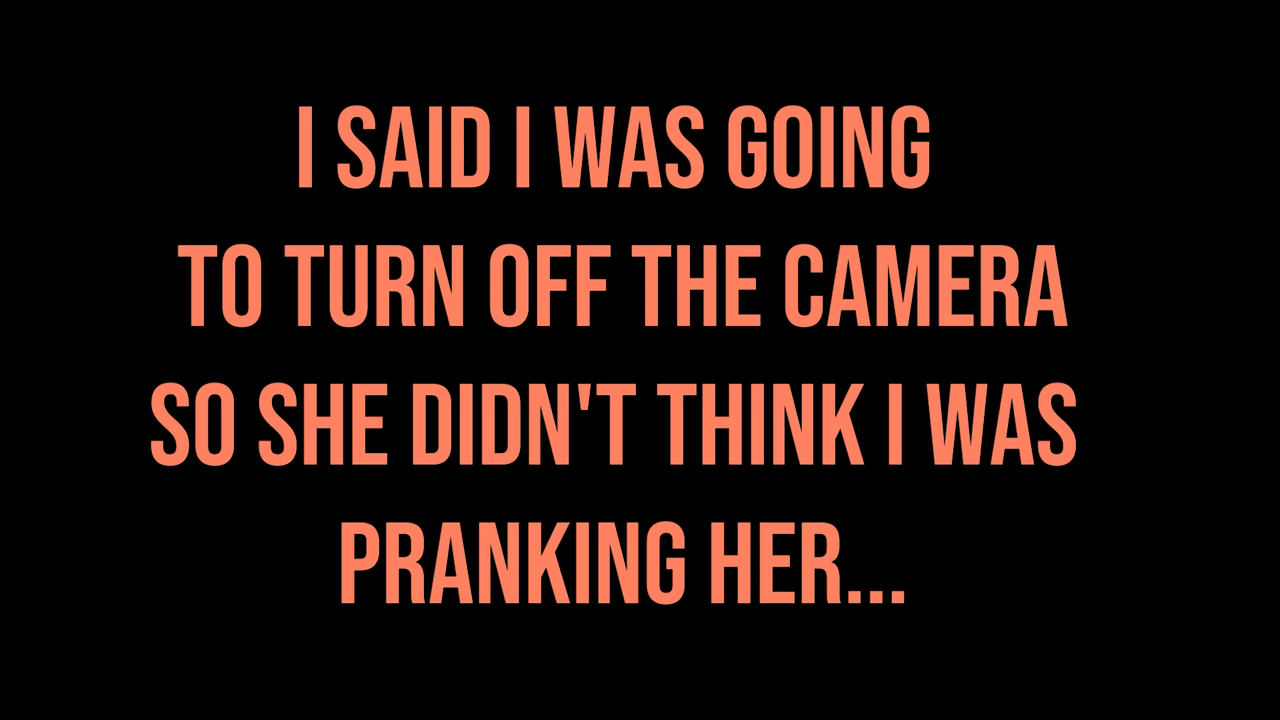 I SAID I WAS GOING
TO TURN OFF THE CAMERA
SO SHE DIDN'T THINK I WAS
PRANKING HER...